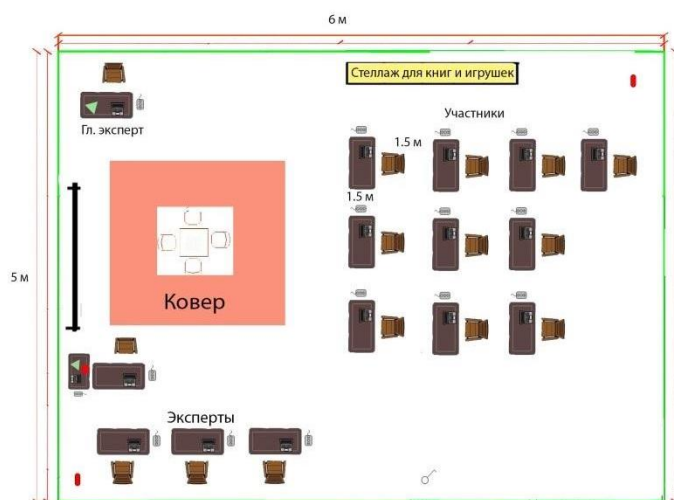 6 м
Стеллаж для книг и игрушек
Гл. эксперт
Участники
1.5 м
1.5 м
5 м
Ковер
Эксперты